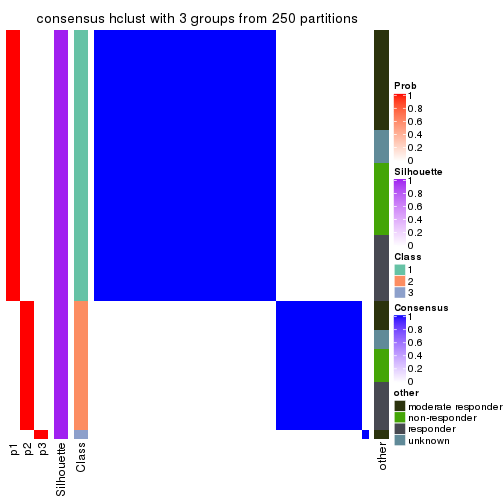 consensus hclust with 3 groups from 250 partitions
Prob
1
0.8
0.6
0.4
0.2
0
Silhouette
1
0.8
0.6
0.4
0.2
0
Class
1
2
3
Consensus
1
0.8
0.6
0.4
0.2
0
other
moderate responder
non-responder
responder
unknown
p1
p2
p3
Silhouette
Class
other